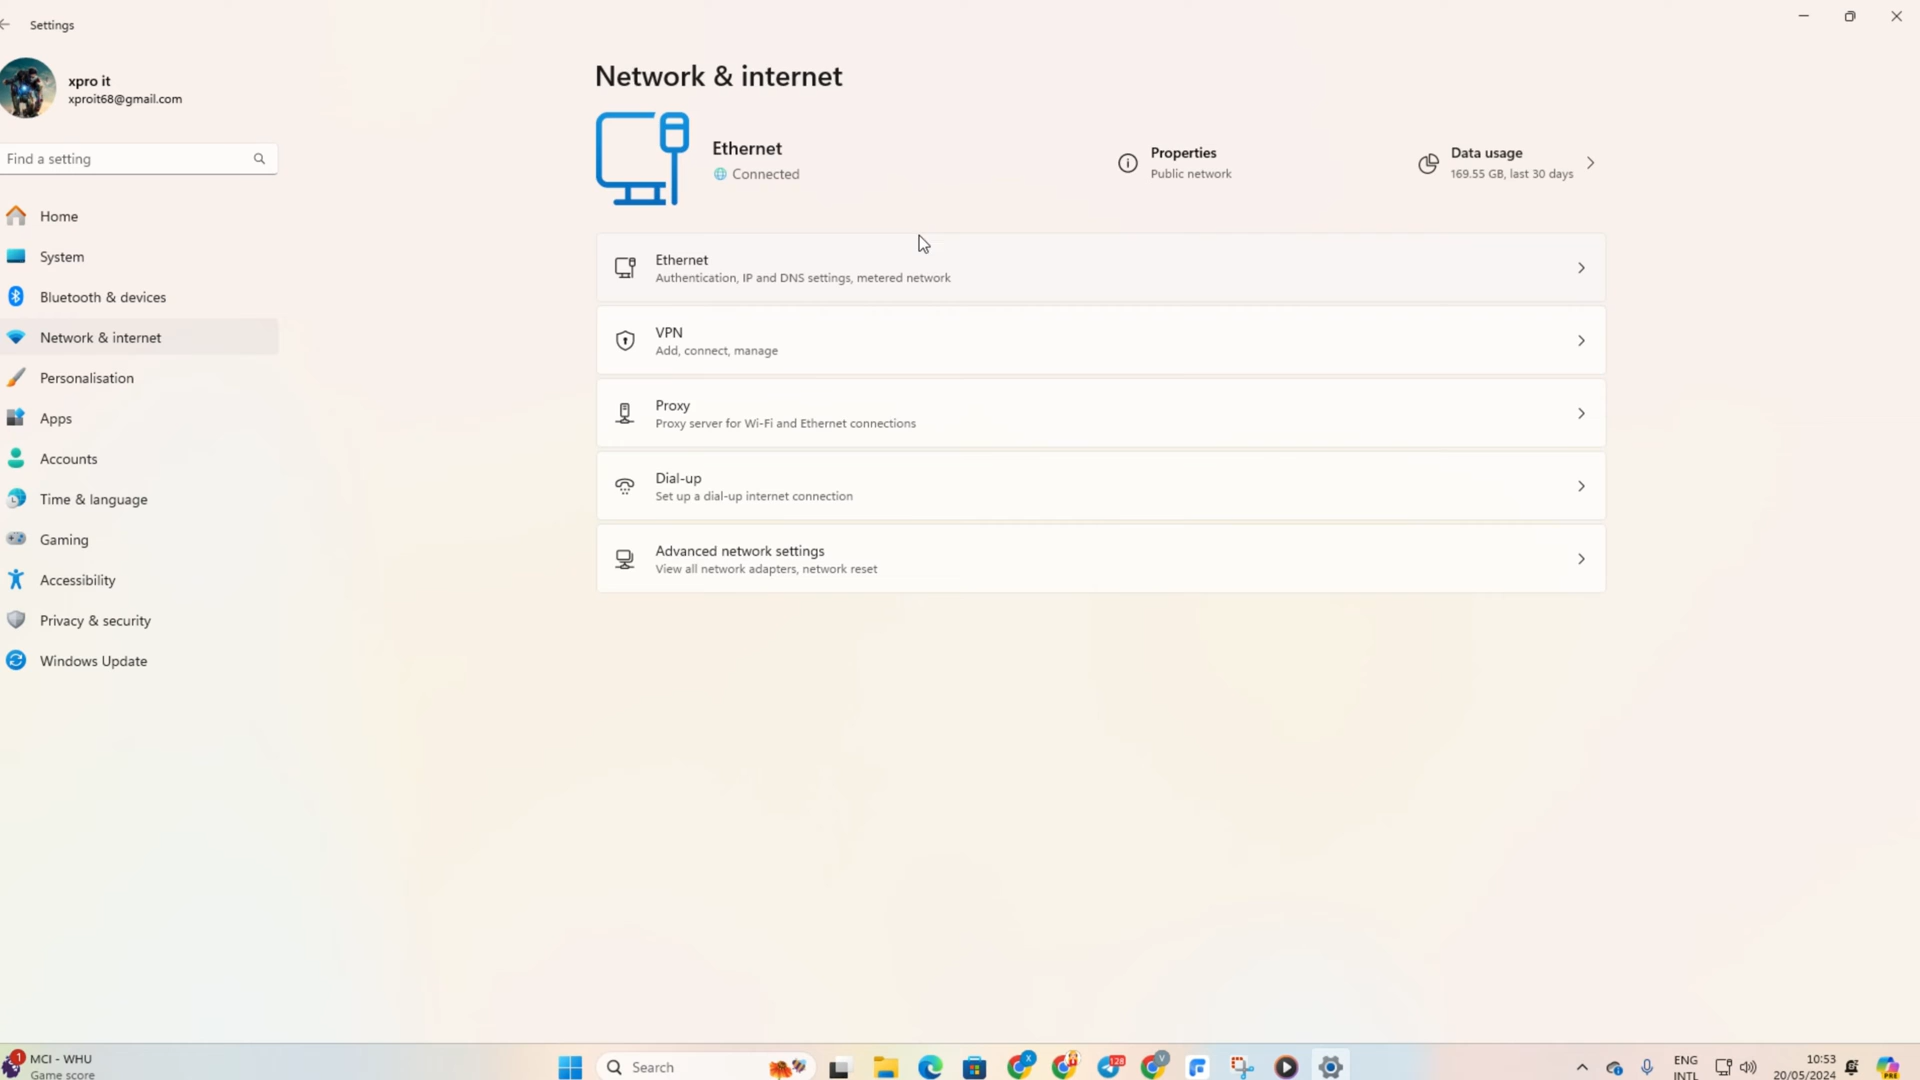 Settings
xpro it
xproit68@gmail.com
Find a setting
Home
System
Bluetooth & devices
Network & internet
Personalisation
Apps
Accounts
Time & language
Gaming
Accessibility
Privacy & security
Windows Update
Network & internet
Ethernet
Connected
Properties
Public network
Data usage
169.55 GB, last 30 days
Ethernet
Authentication, IP and DNS settings, metered network
VPN
Add, connect, manage
Proxy
Proxy server for Wi-Fi and Ethernet connections
Dial-up
Set up a dial-up internet connection
Advanced network settings
View all network adapters, network reset
1
MCI - WHU
Game score
Search
X
128
V
ENG
INTL
10:53
20/05/2024
PRE